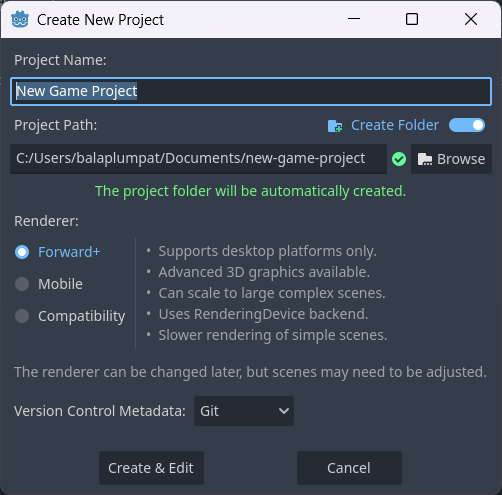 Create New Project
Project Name:
New Game Project
Project Path:
Create Folder
C:/Users/balaplumpat/Documents/new-game-project
Browse
The project folder will be automatically created.
Renderer:
Forward+
Mobile
Compatibility
• Supports desktop platforms only.
• Advanced 3D graphics available.
• Can scale to large complex scenes.
• Uses RenderingDevice backend.
• Slower rendering of simple scenes.
The renderer can be changed later, but scenes may need to be adjusted.
Version Control Metadata:
Git
Create & Edit
Cancel